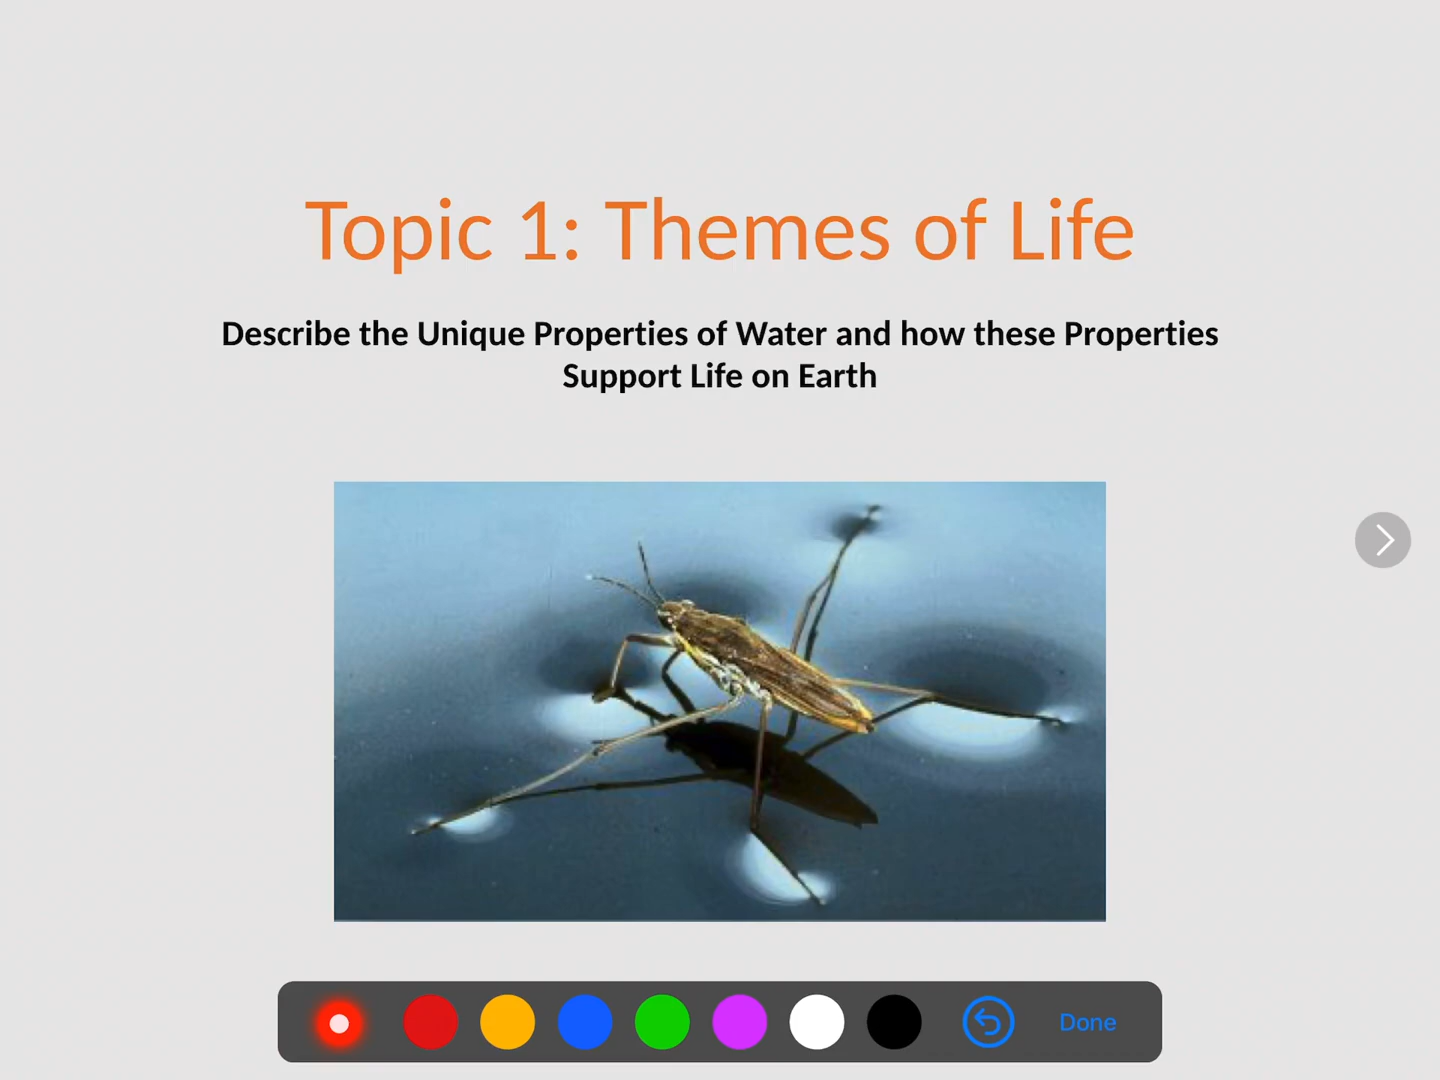 Topic 1: Themes of Life
Describe the Unique Properties of Water and how these Properties
Support Life on Earth
Done